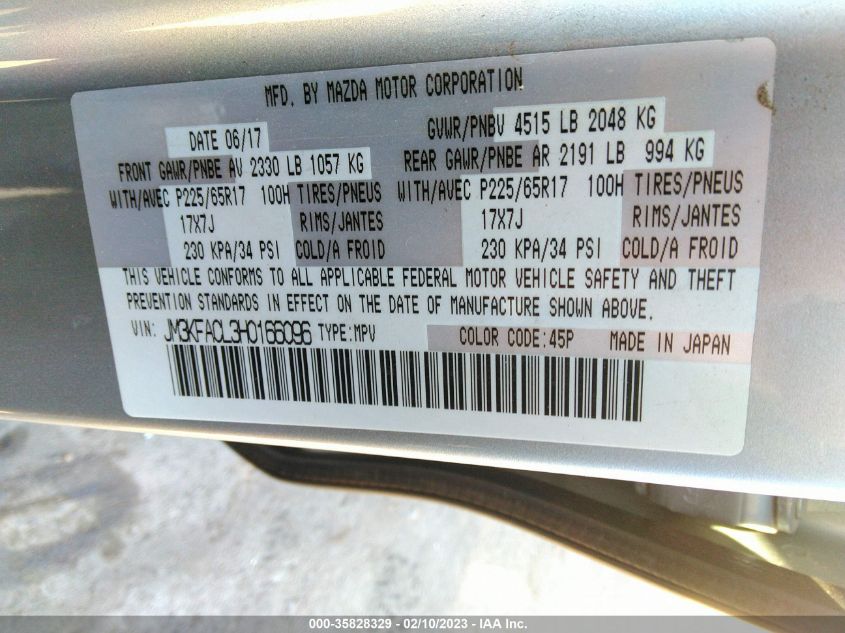 MFD. BY MAZDA MOTOR CORPORATION
DATE 06/17 GVWR/PNBV 4515 LB 2048 KG
FRONT GAWR/PNBE AV 2330 LB 1057 KG REAR GAWR/PNBE AR 2191 LB 994 KG
WITH/AVEC P225/65R17 100H TIRES/PNEUS WITH/AVEC P225/65R17 100H TIRES/PNEUS
17X7J RIMS/JANTES 17X7J RIMS/JANTES
230 KPA/34 PSI COLD/A FROID 230 KPA/34 PSI COLD/A FROID
THIS VEHICLE CONFORMS TO ALL APPLICABLE FEDERAL MOTOR VEHICLE SAFETY AND THEFT
PREVENTION STANDARDS IN EFFECT ON THE DATE OF MANUFACTURE SHOWN ABOVE.
VIN: JM3KFACL3H0166096 TYPE:MPV COLOR CODE:45P MADE IN JAPAN
000-35828329 - 02/10/2023 - IAA Inc.